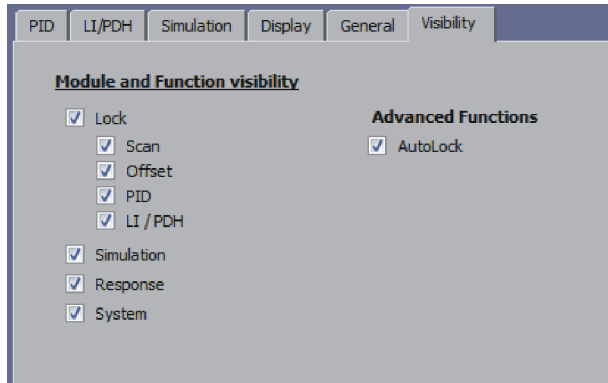 PID LI/PDH Simulation Display General Visibility
Module and Function visibility
Lock
Scan
Offset
PID
LI / PDH
Simulation
Response
System
Advanced Functions
AutoLock